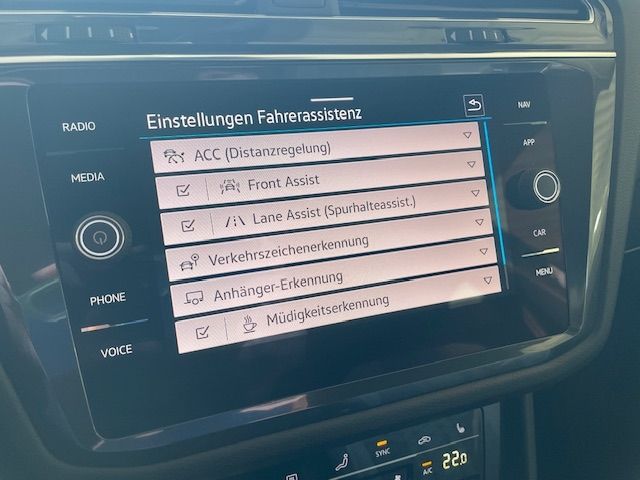 Einstellungen Fahrerassistenz
ACC (Distanzregelung)
Front Assist
Lane Assist (Spurhalteassist.)
Verkehrszeichenerkennung
Anhänger-Erkennung
Müdigkeitserkennung
RADIO
MEDIA
PHONE
VOICE
NAV
APP
CAR
MENU
SYNC
A/C
22.0